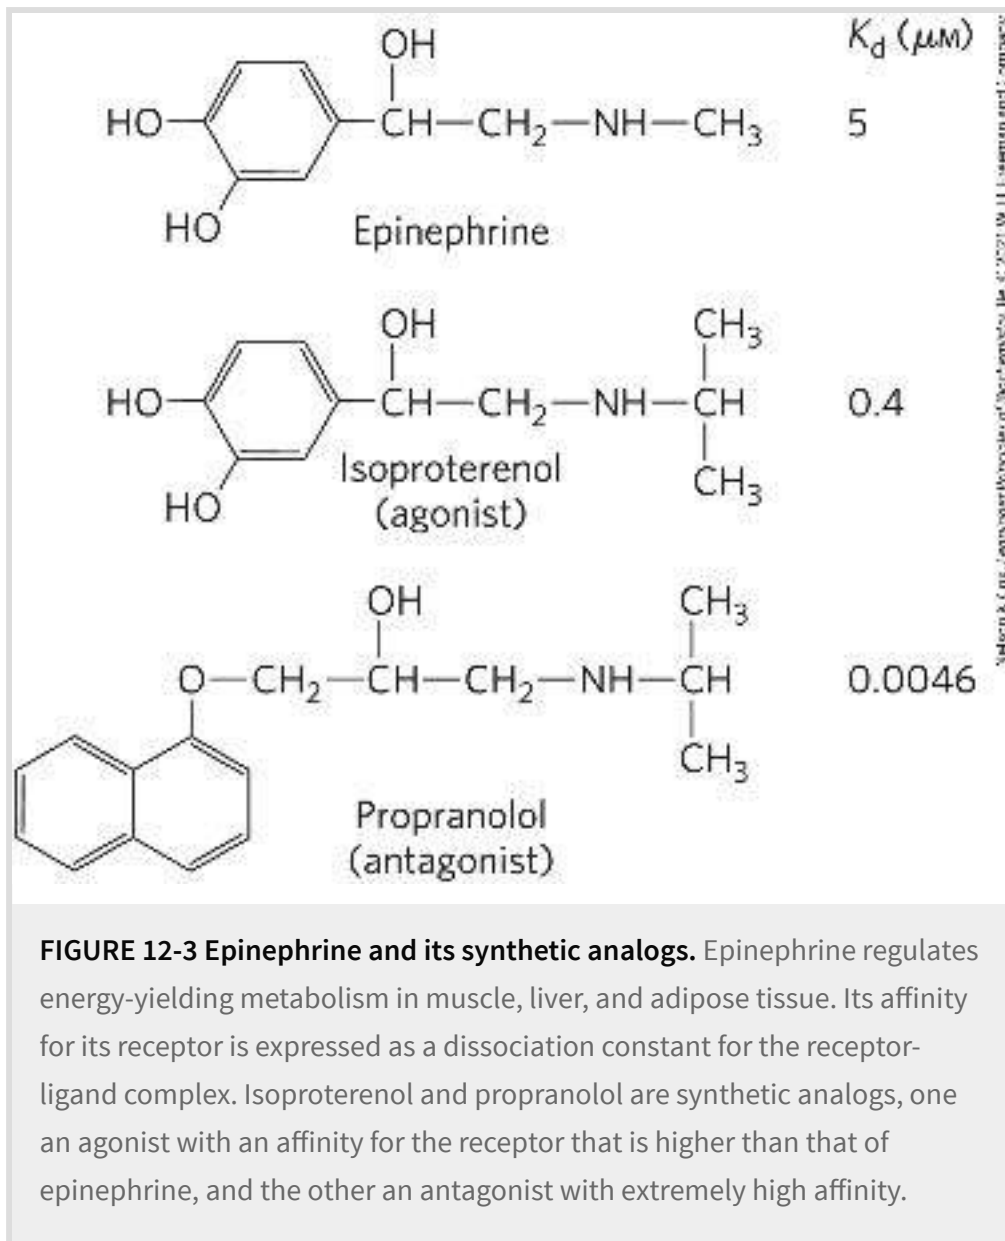 OH
K_d (μM)
HO
CH—CH₂—NH—CH₃
5
HO
Epinephrine
OH
CH₃
HO
CH—CH₂—NH—CH
0.4
Isoproterenol
CH₃
HO
(agonist)
OH
CH₃
O—CH₂—CH—CH₂—NH—CH
0.0046
CH₃
Propranolol
(antagonist)
FIGURE 12-3 Epinephrine and its synthetic analogs. Epinephrine regulates
energy-yielding metabolism in muscle, liver, and adipose tissue. Its affinity
for its receptor is expressed as a dissociation constant for the receptor-
ligand complex. Isoproterenol and propranolol are synthetic analogs, one
an agonist with an affinity for the receptor that is higher than that of
epinephrine, and the other an antagonist with extremely high affinity.